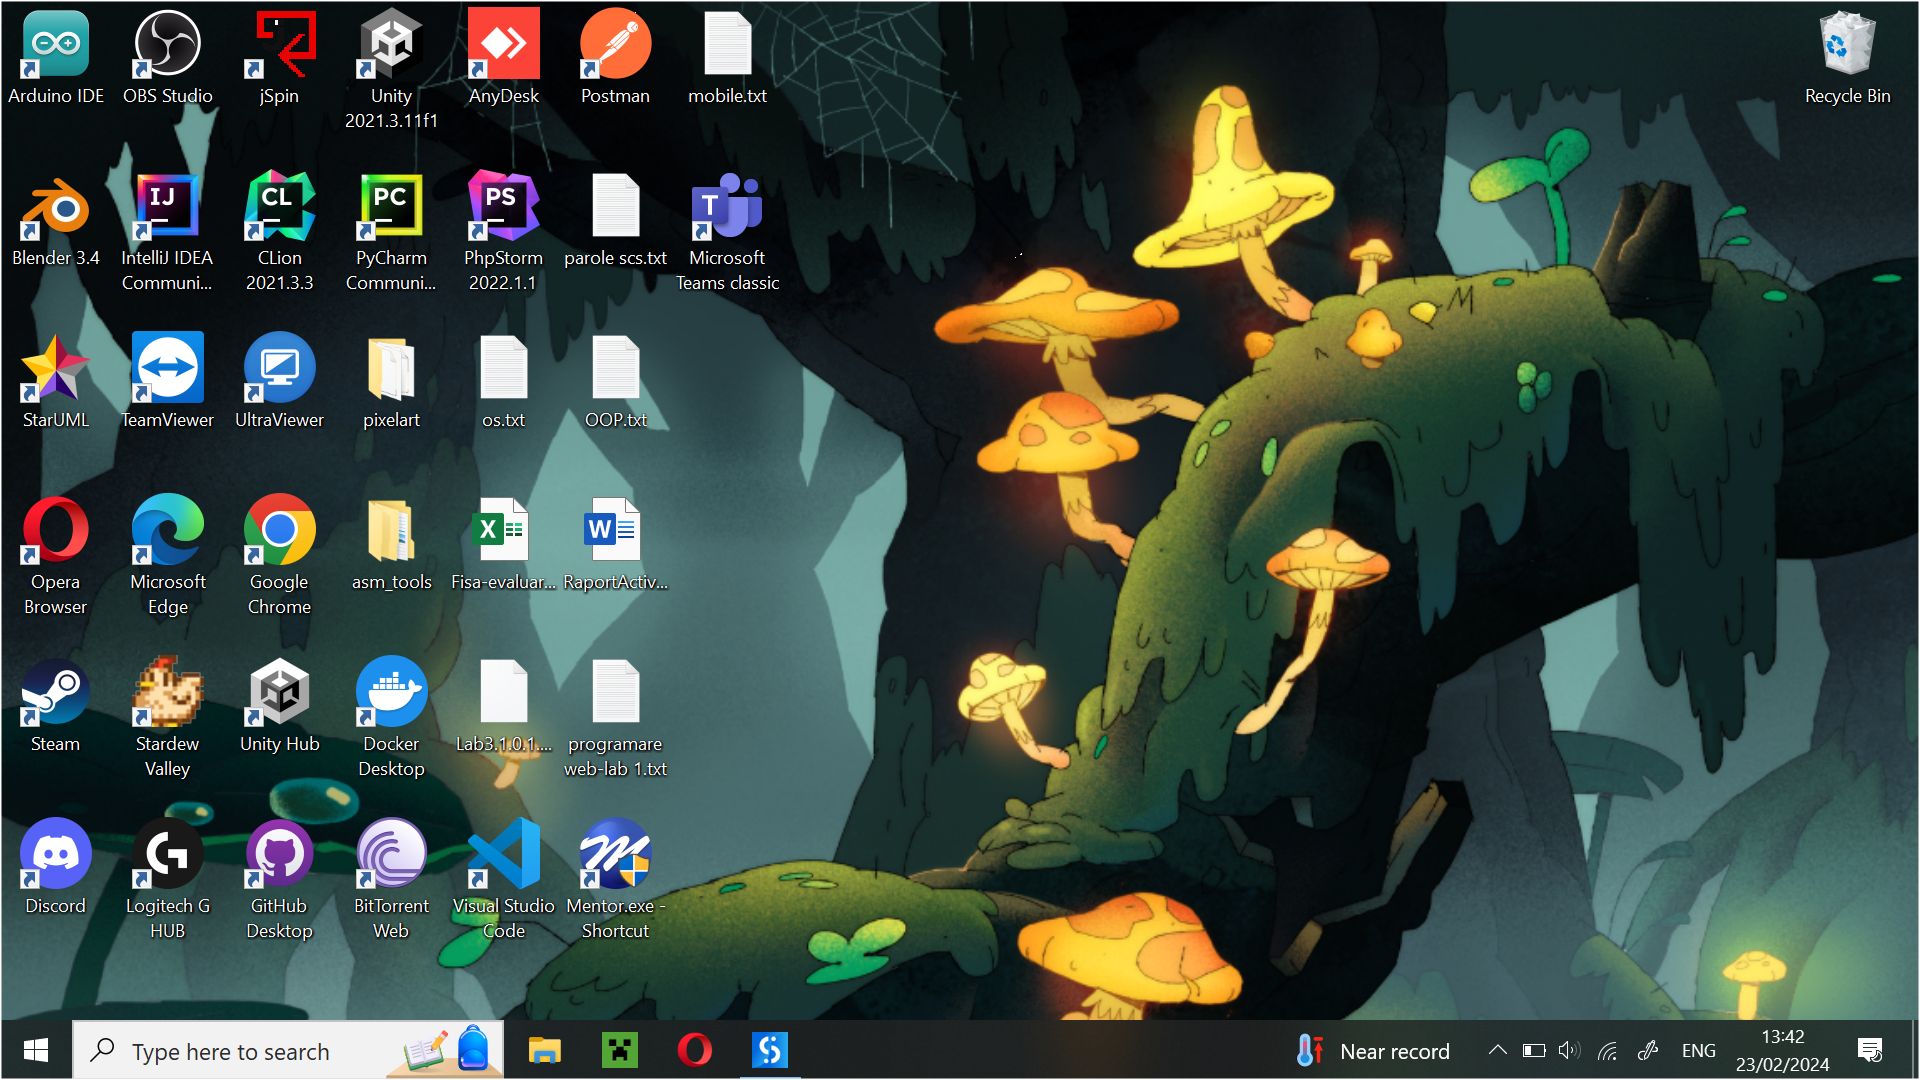 Arduino IDE
OBS Studio
jSpin
Unity
2021.3.11f1
AnyDesk
Postman
mobile.txt
Recycle Bin
Blender 3.4
IJ
IntelliJ IDEA
Communi...
CL
CLion
2021.3.3
PC
PyCharm
Communi...
PS
PhpStorm
2022.1.1
parole scs.txt
T
Microsoft
Teams classic
StarUML
TeamViewer
UltraViewer
pixelart
os.txt
OOP.txt
Opera
Browser
Microsoft
Edge
Google
Chrome
asm_tools
X
Fisa-evaluar...
W
RaportActiv...
Steam
Stardew
Valley
Unity Hub
Docker
Desktop
Lab3.1.0.1....
programare
web-lab 1.txt
Discord
Logitech G
HUB
GitHub
Desktop
BitTorrent
Web
Visual Studio
Code
Mentor.exe -
Shortcut
Type here to search
Near record
ENG
13:42
23/02/2024